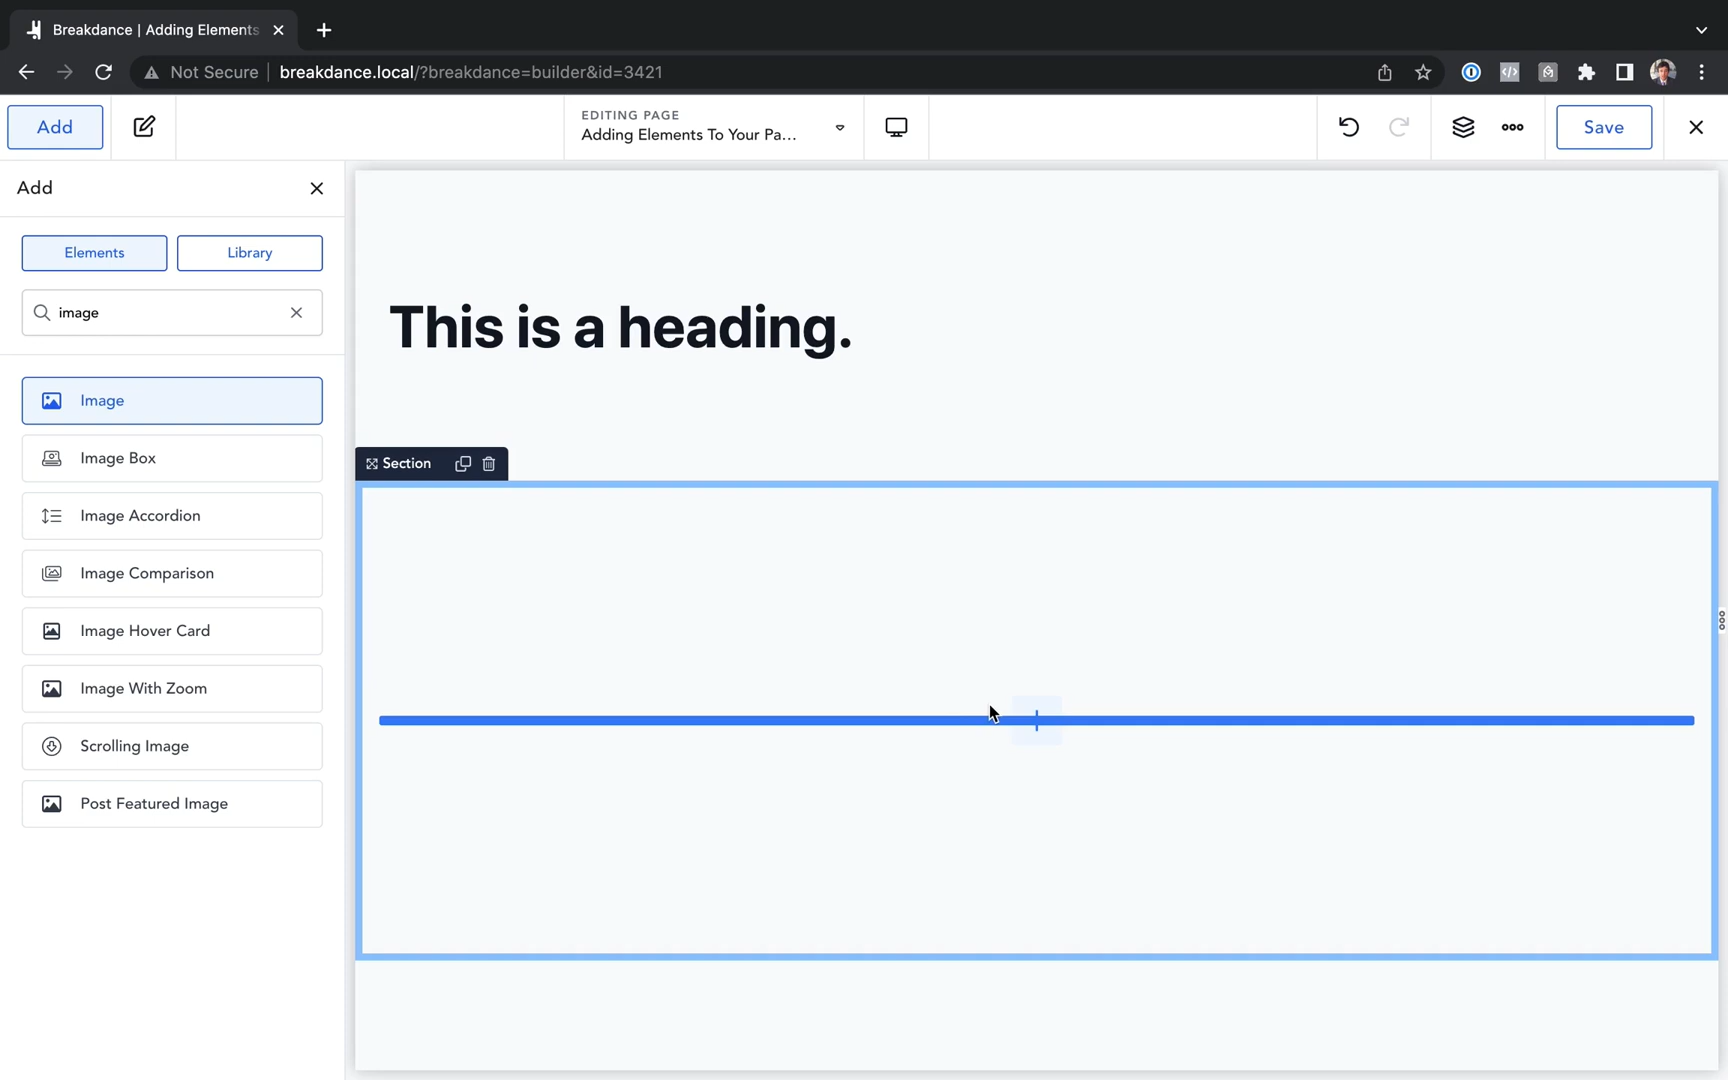 Breakdance | Adding Elements
Not Secure
breakdance.local/?breakdance=builder&id=3421
Add
EDITING PAGE
Adding Elements To Your Pa...
Save
Add
Elements
Library
image
Image
Image Box
Image Accordion
Image Comparison
Image Hover Card
Image With Zoom
Scrolling Image
Post Featured Image
This is a heading.
Section